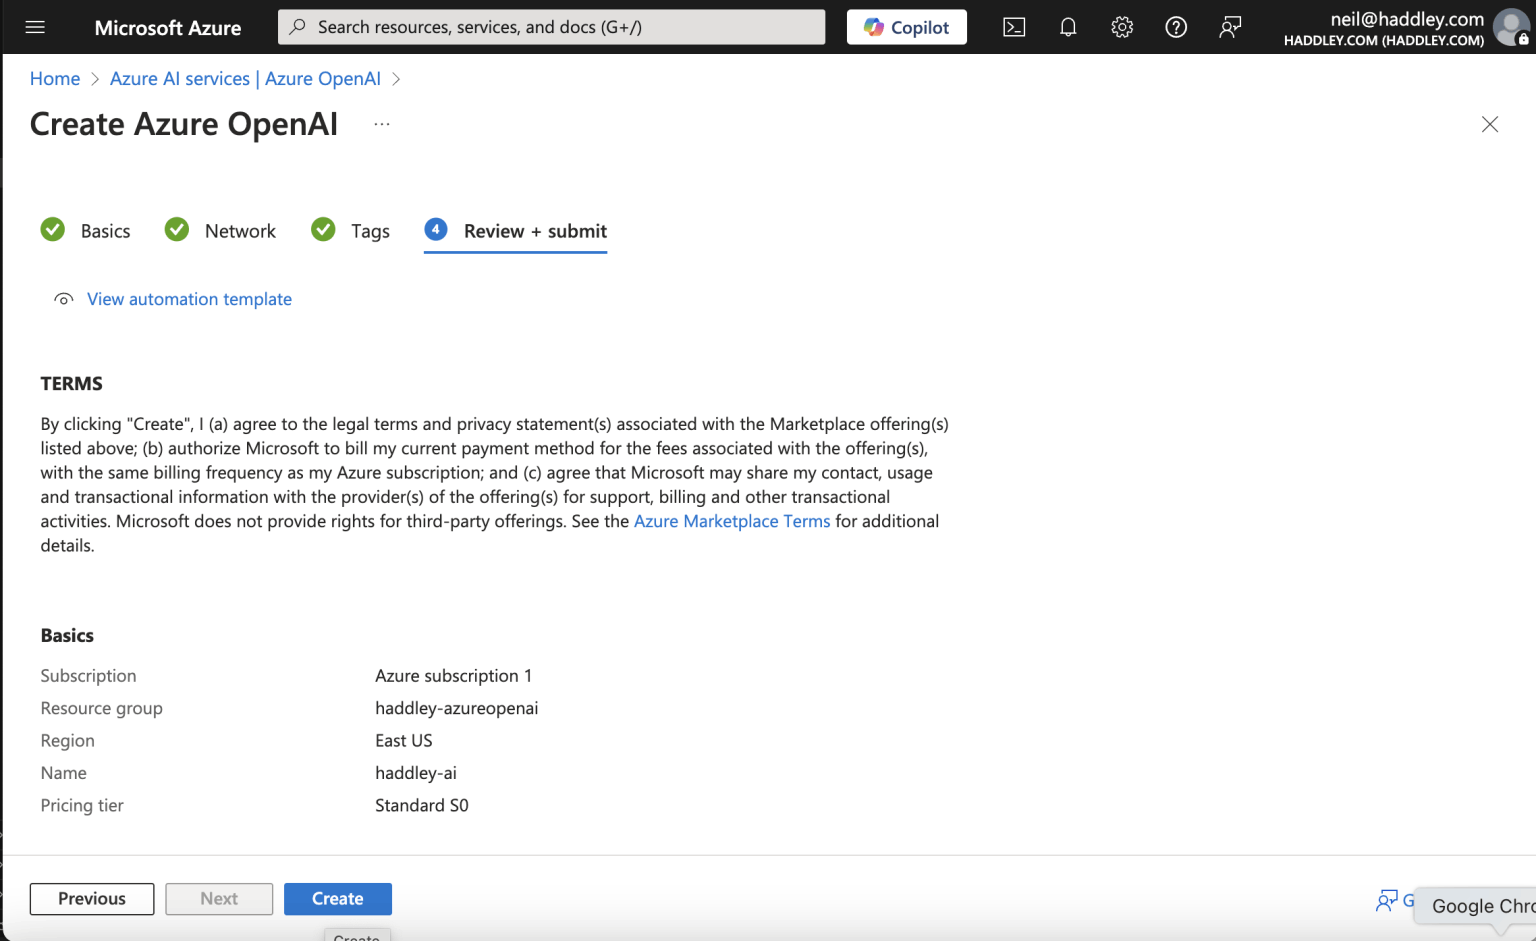 Microsoft Azure
Search resources, services, and docs (G+/)
Copilot
neil@haddley.com
HADDLEY.COM (HADDLEY.COM)
Home > Azure AI services | Azure OpenAI >
Create Azure OpenAI ...
Basics
Network
Tags
4 Review + submit
View automation template
TERMS
By clicking "Create", I (a) agree to the legal terms and privacy statement(s) associated with the Marketplace offering(s)
listed above; (b) authorize Microsoft to bill my current payment method for the fees associated with the offering(s),
with the same billing frequency as my Azure subscription; and (c) agree that Microsoft may share my contact, usage
and transactional information with the provider(s) of the offering(s) for support, billing and other transactional
activities. Microsoft does not provide rights for third-party offerings. See the Azure Marketplace Terms for additional
details.
Basics
Subscription Azure subscription 1
Resource group haddley-azureopenai
Region East US
Name haddley-ai
Pricing tier Standard S0
Previous
Next
Create
G
Google Chro
Create